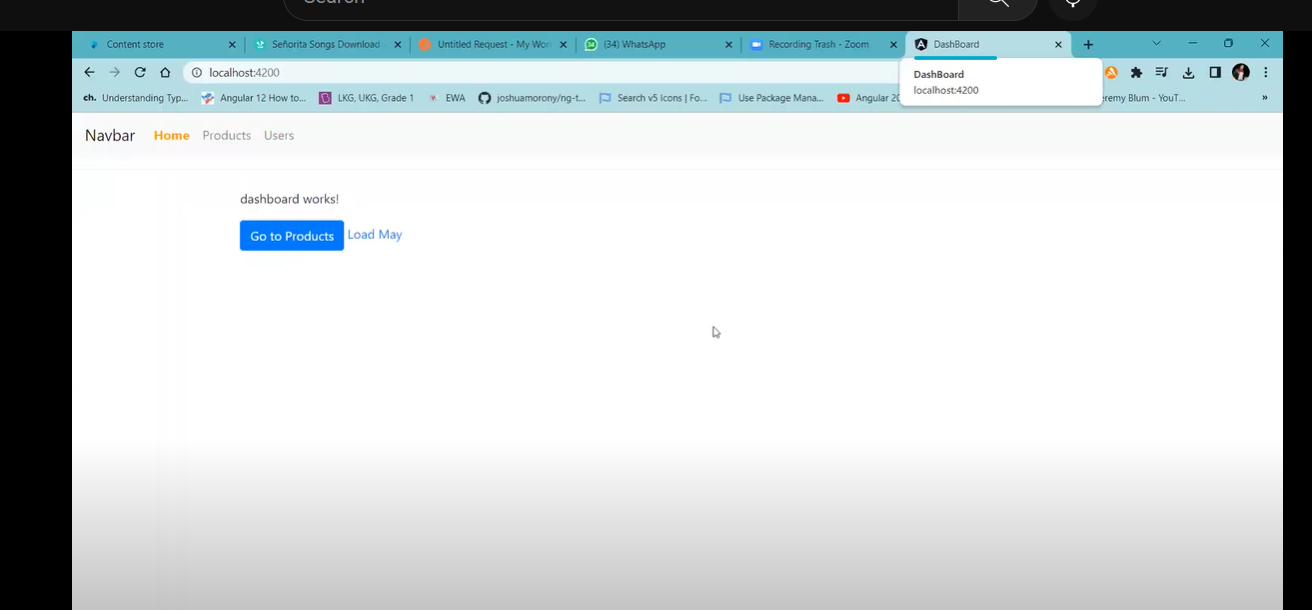 Search
Content store
Señorita Songs Download
Untitled Request - My Wor
(34) WhatsApp
Recording Trash - Zoom
DashBoard
localhost:4200
DashBoard
localhost:4200
ch. Understanding Typ...
Angular 12 How to...
LKG, UKG, Grade 1
EWA
joshuamorony/ng-t...
Search v5 Icons | Fo...
Use Package Mana...
Angular 20
eremy Blum - YouT...
»
Navbar Home Products Users
dashboard works!
Go to Products Load May